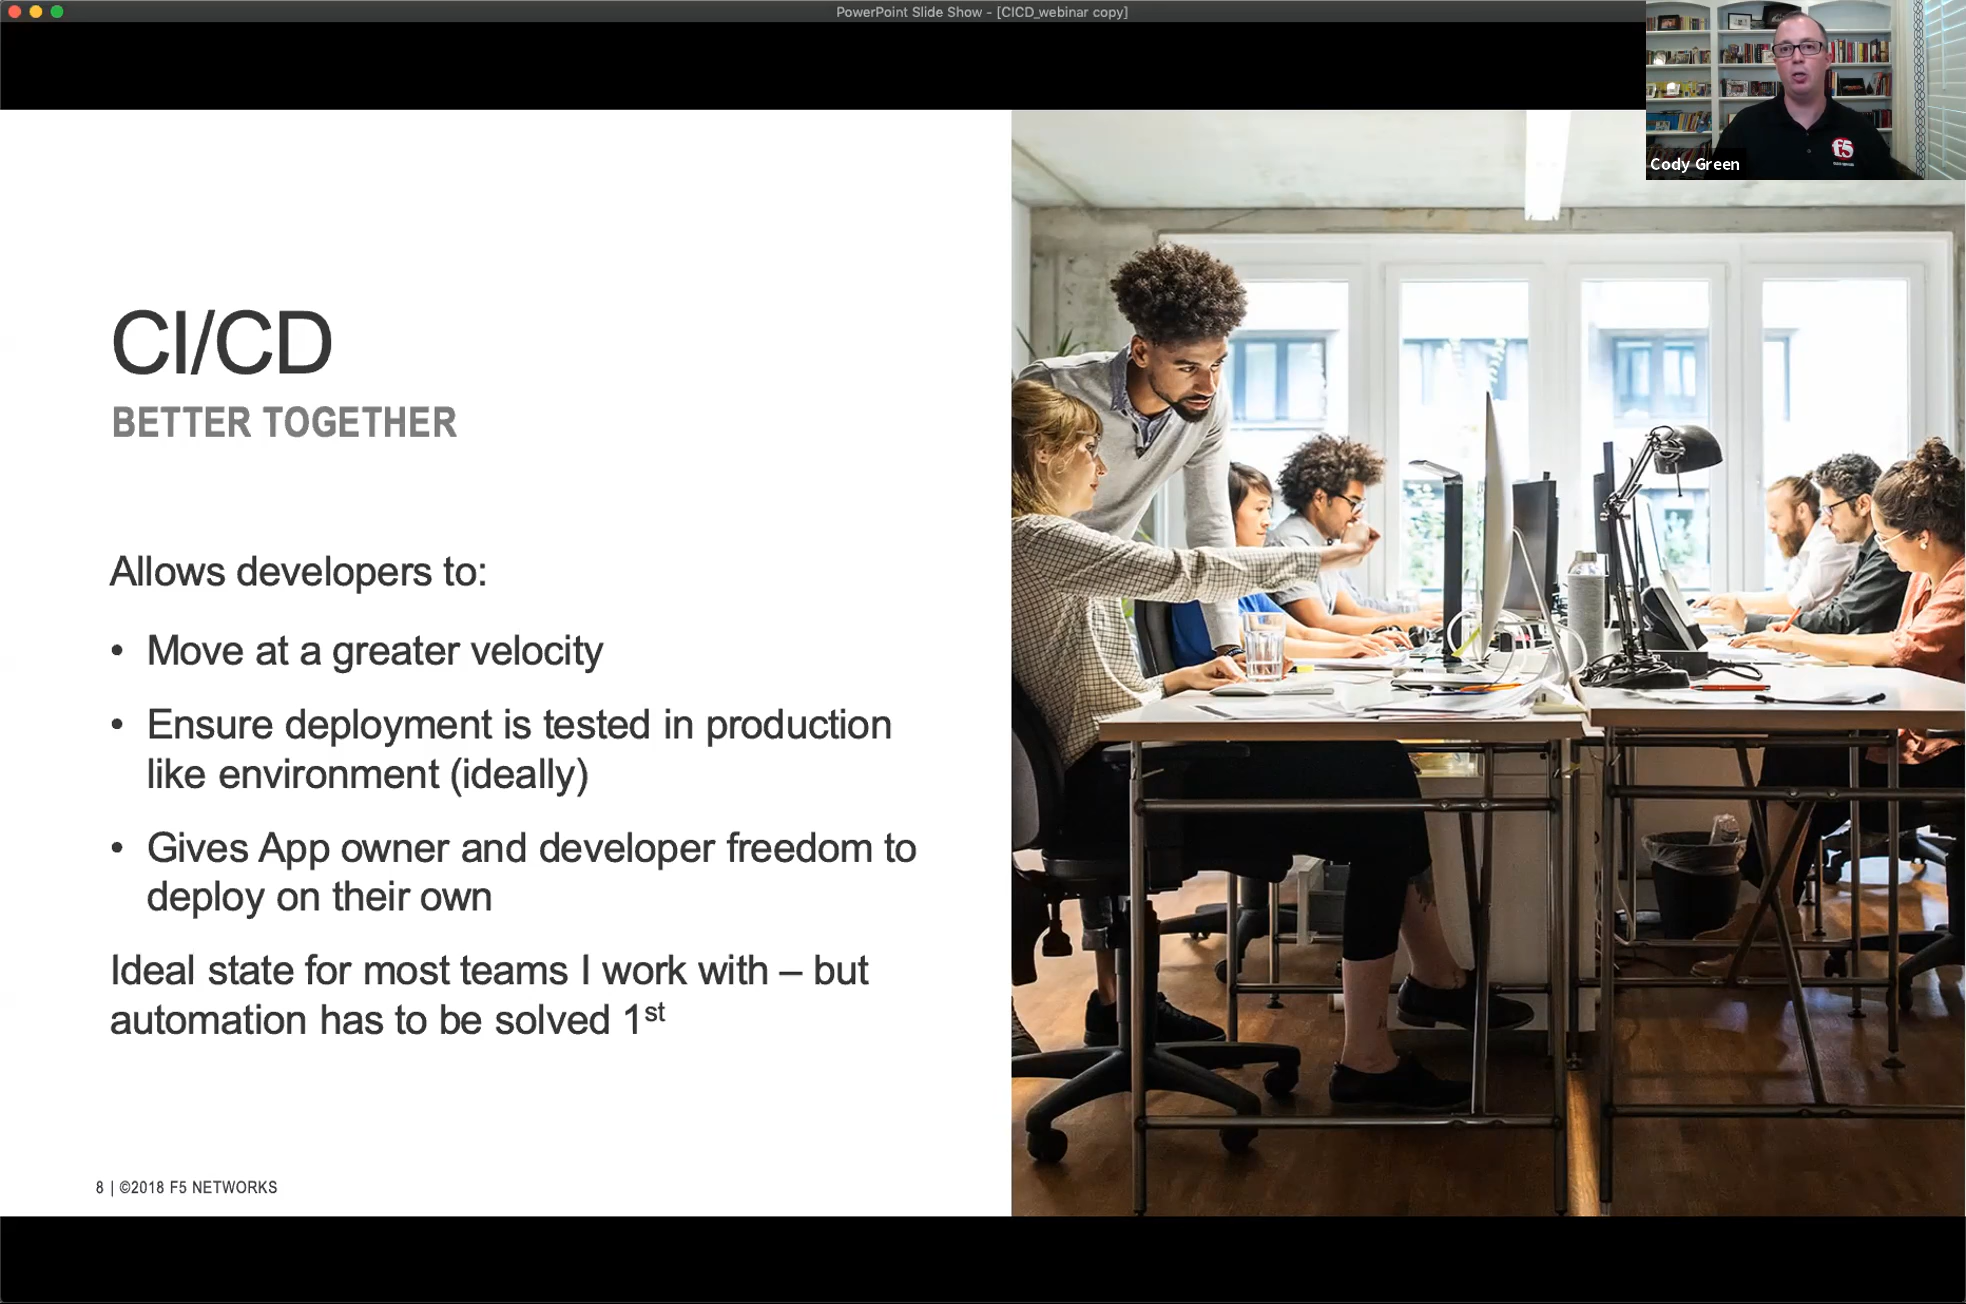 PowerPoint Slide Show - [CICD_webinar copy]
f5
Cody Green
CI/CD
BETTER TOGETHER
Allows developers to:
• Move at a greater velocity
• Ensure deployment is tested in production
like environment (ideally)
• Gives App owner and developer freedom to
deploy on their own
Ideal state for most teams I work with – but
automation has to be solved 1st
8 | ©2018 F5 NETWORKS